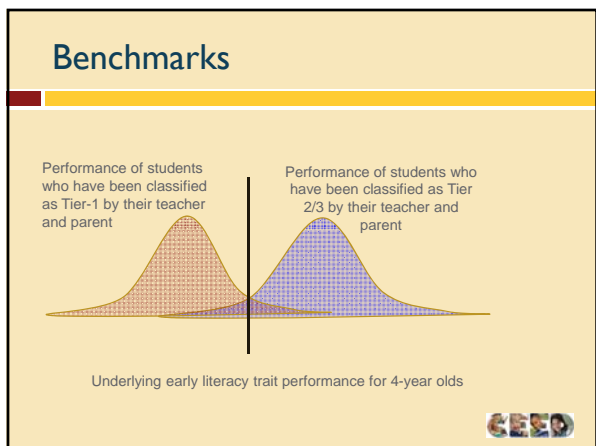 Benchmarks
Performance of students
who have been classified
as Tier-1 by their teacher
and parent
Performance of students who
have been classified as Tier
2/3 by their teacher and
parent
Underlying early literacy trait performance for 4-year olds
CEED